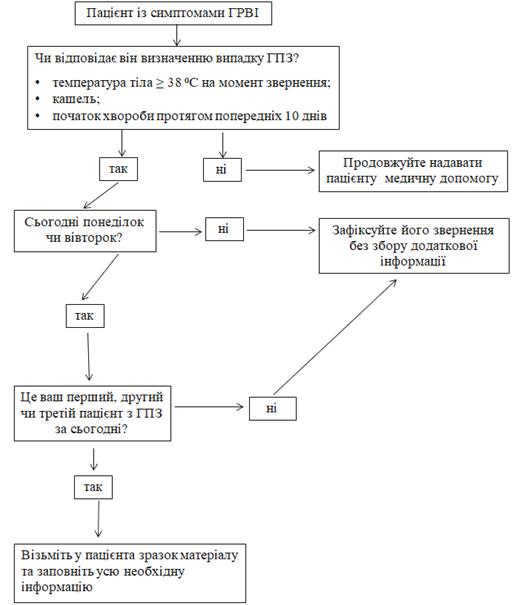 Пацієнт із симптомами ГРВІ
Чи відповідає він визначенню випадку ГПЗ?
• температура тіла ≥ 38 ⁰С на момент звернення;
• кашель;
• початок хвороби протягом попередніх 10 днів
так
ні
Продовжуйте надавати
пацієнту медичну допомогу
Сьогодні понеділок
чи вівторок?
ні
Зафіксуйте його звернення
без збору додаткової
інформації
так
Це ваш перший, другий
чи третій пацієнт з ГПЗ
за сьогодні?
ні
так
Візьміть у пацієнта зразок матеріалу
та заповніть усю необхідну
інформацію